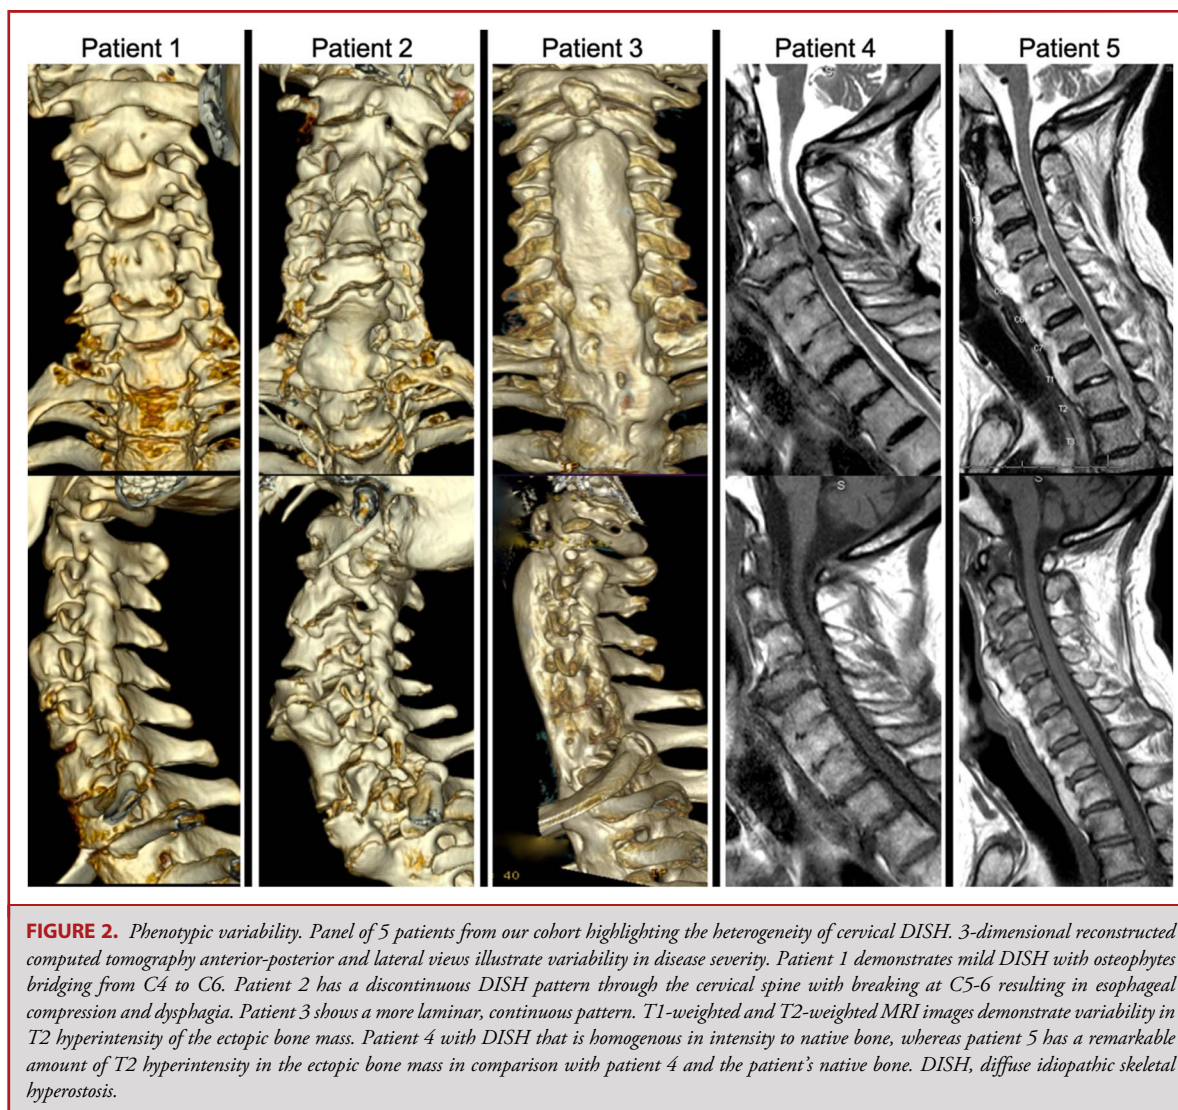 Patient 1
Patient 2
Patient 3
Patient 4
Patient 5
S
C6
C7
T1
T2
T3
S
S
40
FIGURE 2. Phenotypic variability. Panel of 5 patients from our cohort highlighting the heterogeneity of cervical DISH. 3-dimensional reconstructed
computed tomography anterior-posterior and lateral views illustrate variability in disease severity. Patient 1 demonstrates mild DISH with osteophytes
bridging from C4 to C6. Patient 2 has a discontinuous DISH pattern through the cervical spine with breaking at C5-6 resulting in esophageal
compression and dysphagia. Patient 3 shows a more laminar, continuous pattern. T1-weighted and T2-weighted MRI images demonstrate variability in
T2 hyperintensity of the ectopic bone mass. Patient 4 with DISH that is homogenous in intensity to native bone, whereas patient 5 has a remarkable
amount of T2 hyperintensity in the ectopic bone mass in comparison with patient 4 and the patient's native bone. DISH, diffuse idiopathic skeletal
hyperostosis.